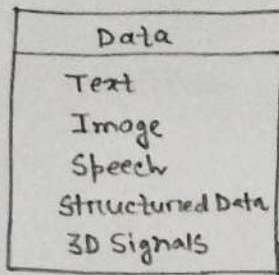 Data
Text
Image
Speech
Structured Data
3D Signals